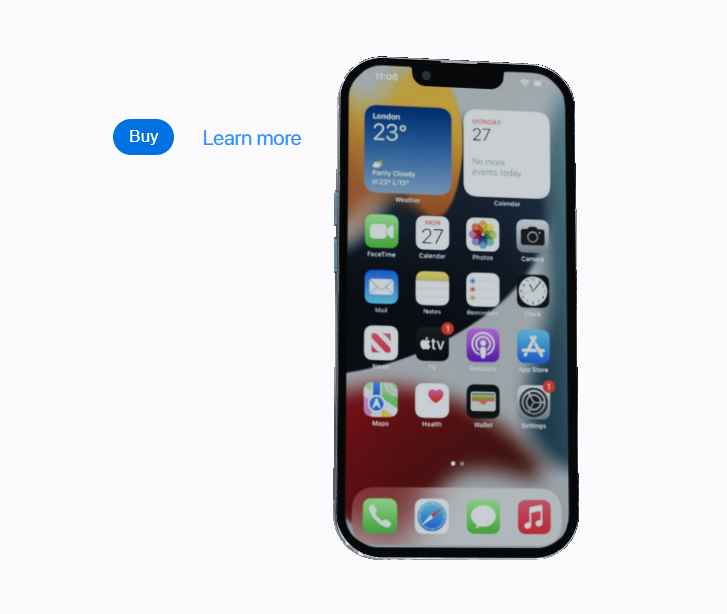 Buy
Learn more
11:06
London
23°
Partly Cloudy
H:23° L:13°
Weather
MONDAY
27
No more
events today
Calendar
FaceTime
MON
27
Calendar
Photos
Camera
Mail
Notes
Reminders
Clock
News
tv
1
TV
Podcasts
App Store
Maps
Health
Wallet
1
Settings